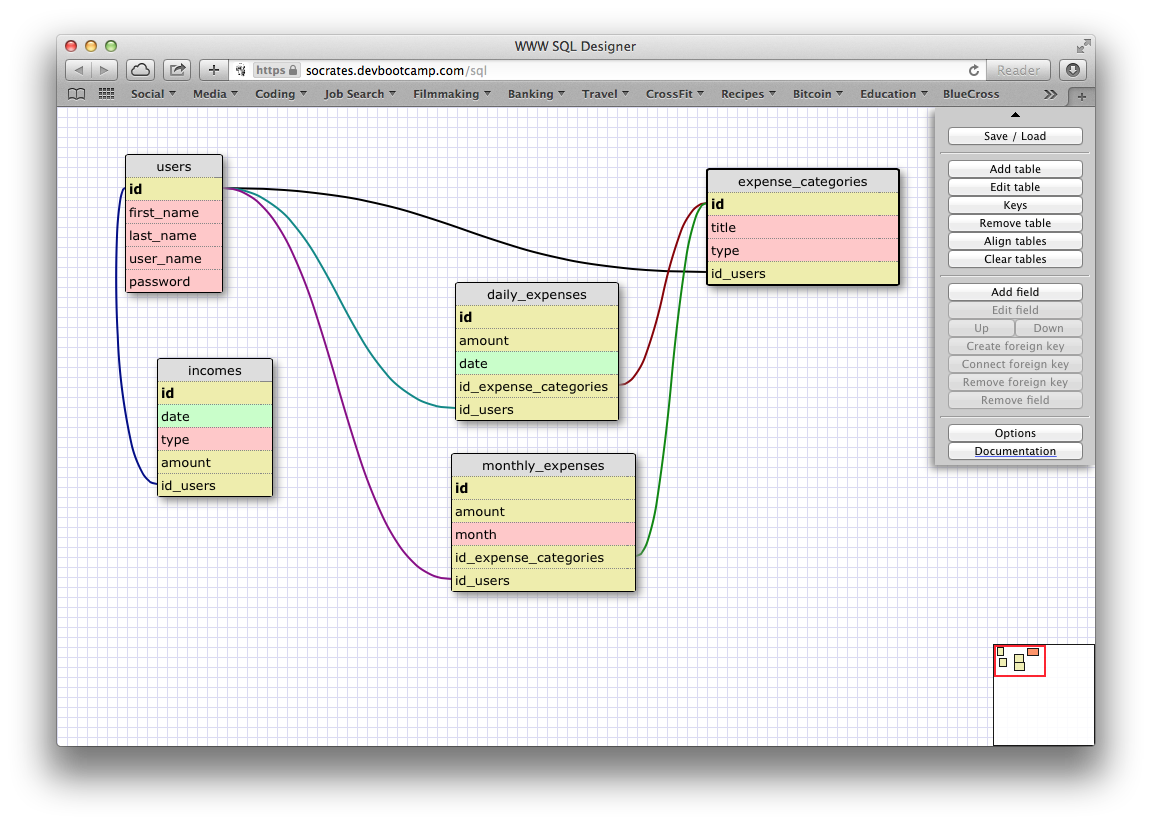 WWW SQL Designer
https socrates.devbootcamp.com/sql Reader
Social Media Coding Job Search Filmmaking Banking Travel CrossFit Recipes Bitcoin Education BlueCross
users
id
first_name
last_name
user_name
password
incomes
id
date
type
amount
id_users
daily_expenses
id
amount
date
id_expense_categories
id_users
monthly_expenses
id
amount
month
id_expense_categories
id_users
expense_categories
id
title
type
id_users
Save / Load
Add table
Edit table
Keys
Remove table
Align tables
Clear tables
Add field
Edit field
Up Down
Create foreign key
Connect foreign key
Remove foreign key
Remove field
Options
Documentation